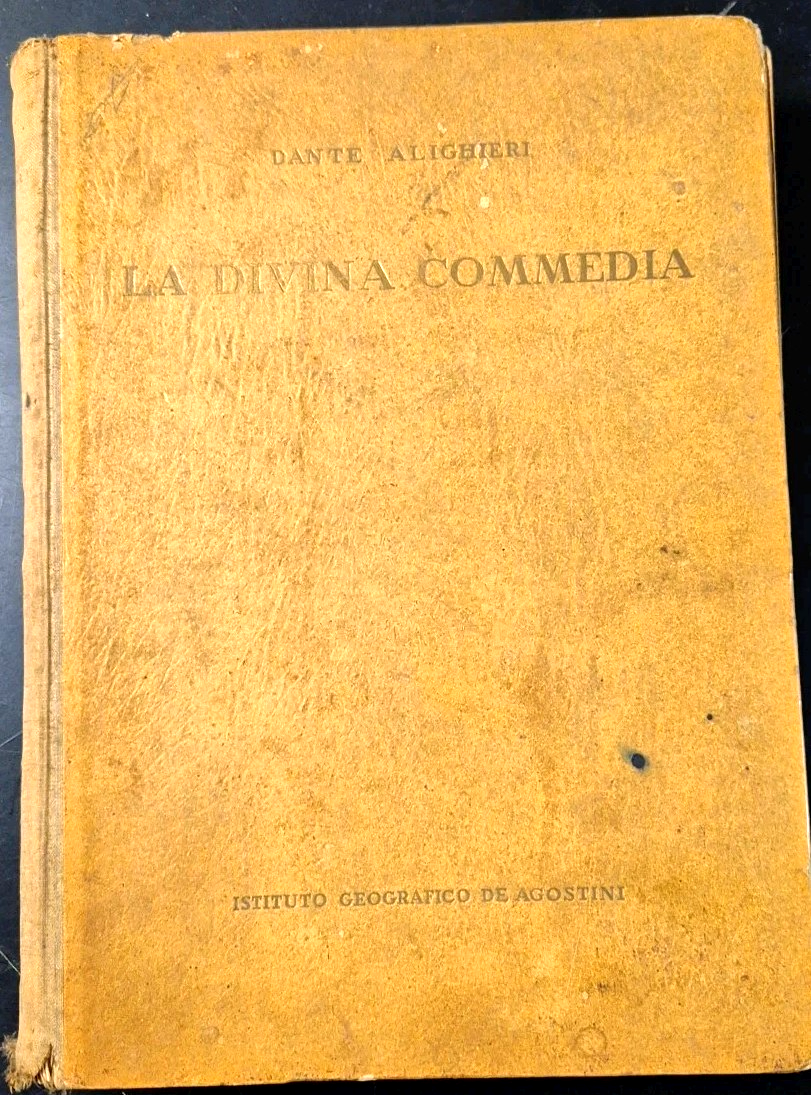 DANTE ALIGHIERI
LA DIVINA COMMEDIA
ISTITUTO GEOGRAFICO DE AGOSTINI